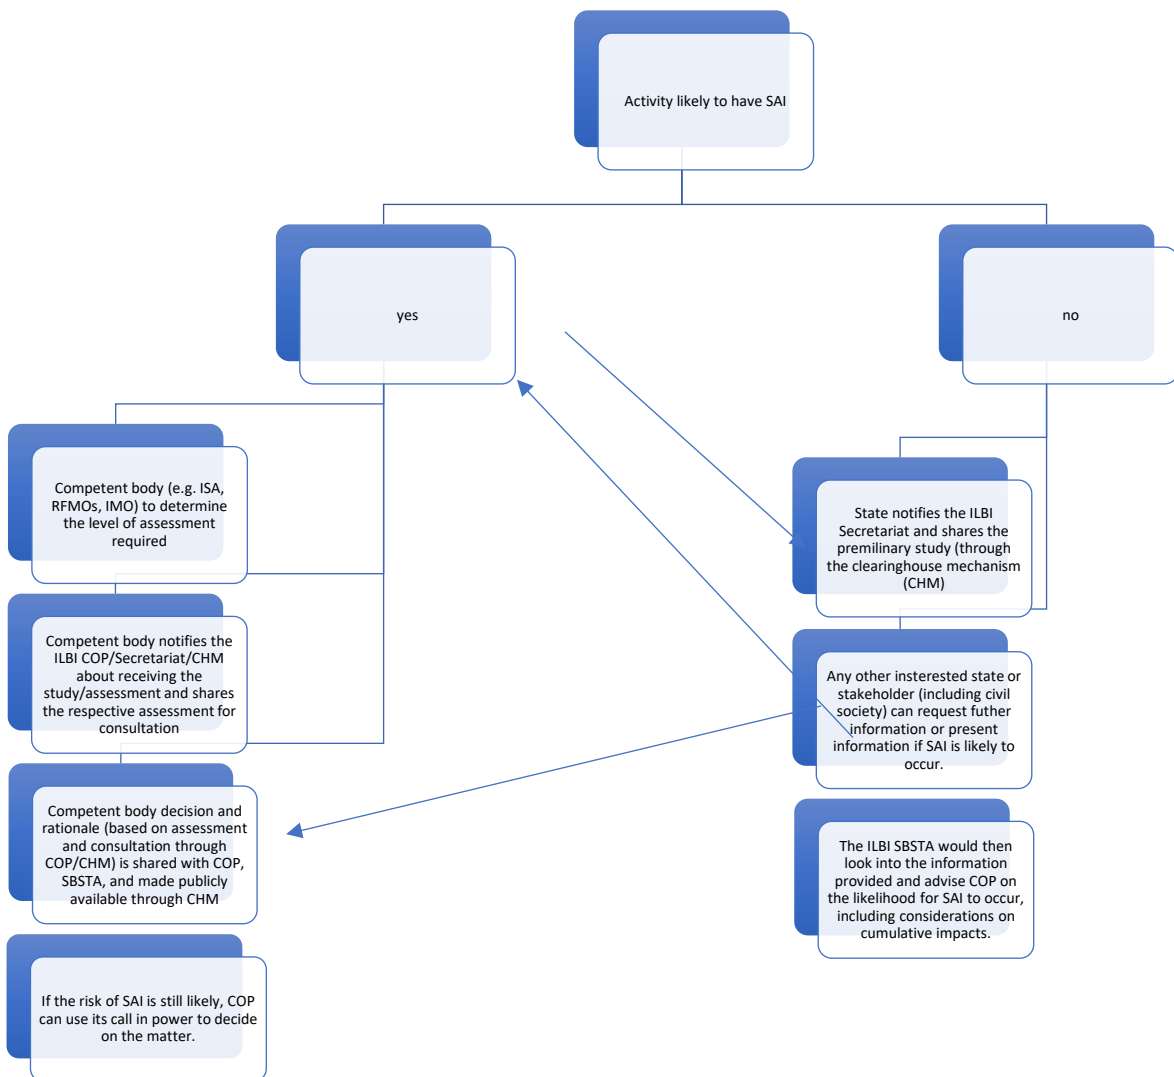 Activity likely to have SAI
yes
no
Competent body (e.g. ISA,
RFMOs, IMO) to determine
the level of assessment
required
Competent body notifies the
ILBI COP/Secretariat/CHM
about receiving the
study/assessment and shares
the respective assessment for
consultation
Competent body decision and
rationale (based on assessment
and consultation through
COP/CHM) is shared with COP,
SBSTA, and made publicly
available through CHM
If the risk of SAI is still likely, COP
can use its call in power to decide
on the matter.
State notifies the ILBI
Secretariat and shares the
premilinary study (through
the clearinghouse mechanism
(CHM)
Any other insterested state or
stakeholder (including civil
society) can request futher
information or present
information if SAI is likely to
occur.
The ILBI SBSTA would then
look into the information
provided and advise COP on
the likelihood for SAI to occur,
including considerations on
cumulative impacts.